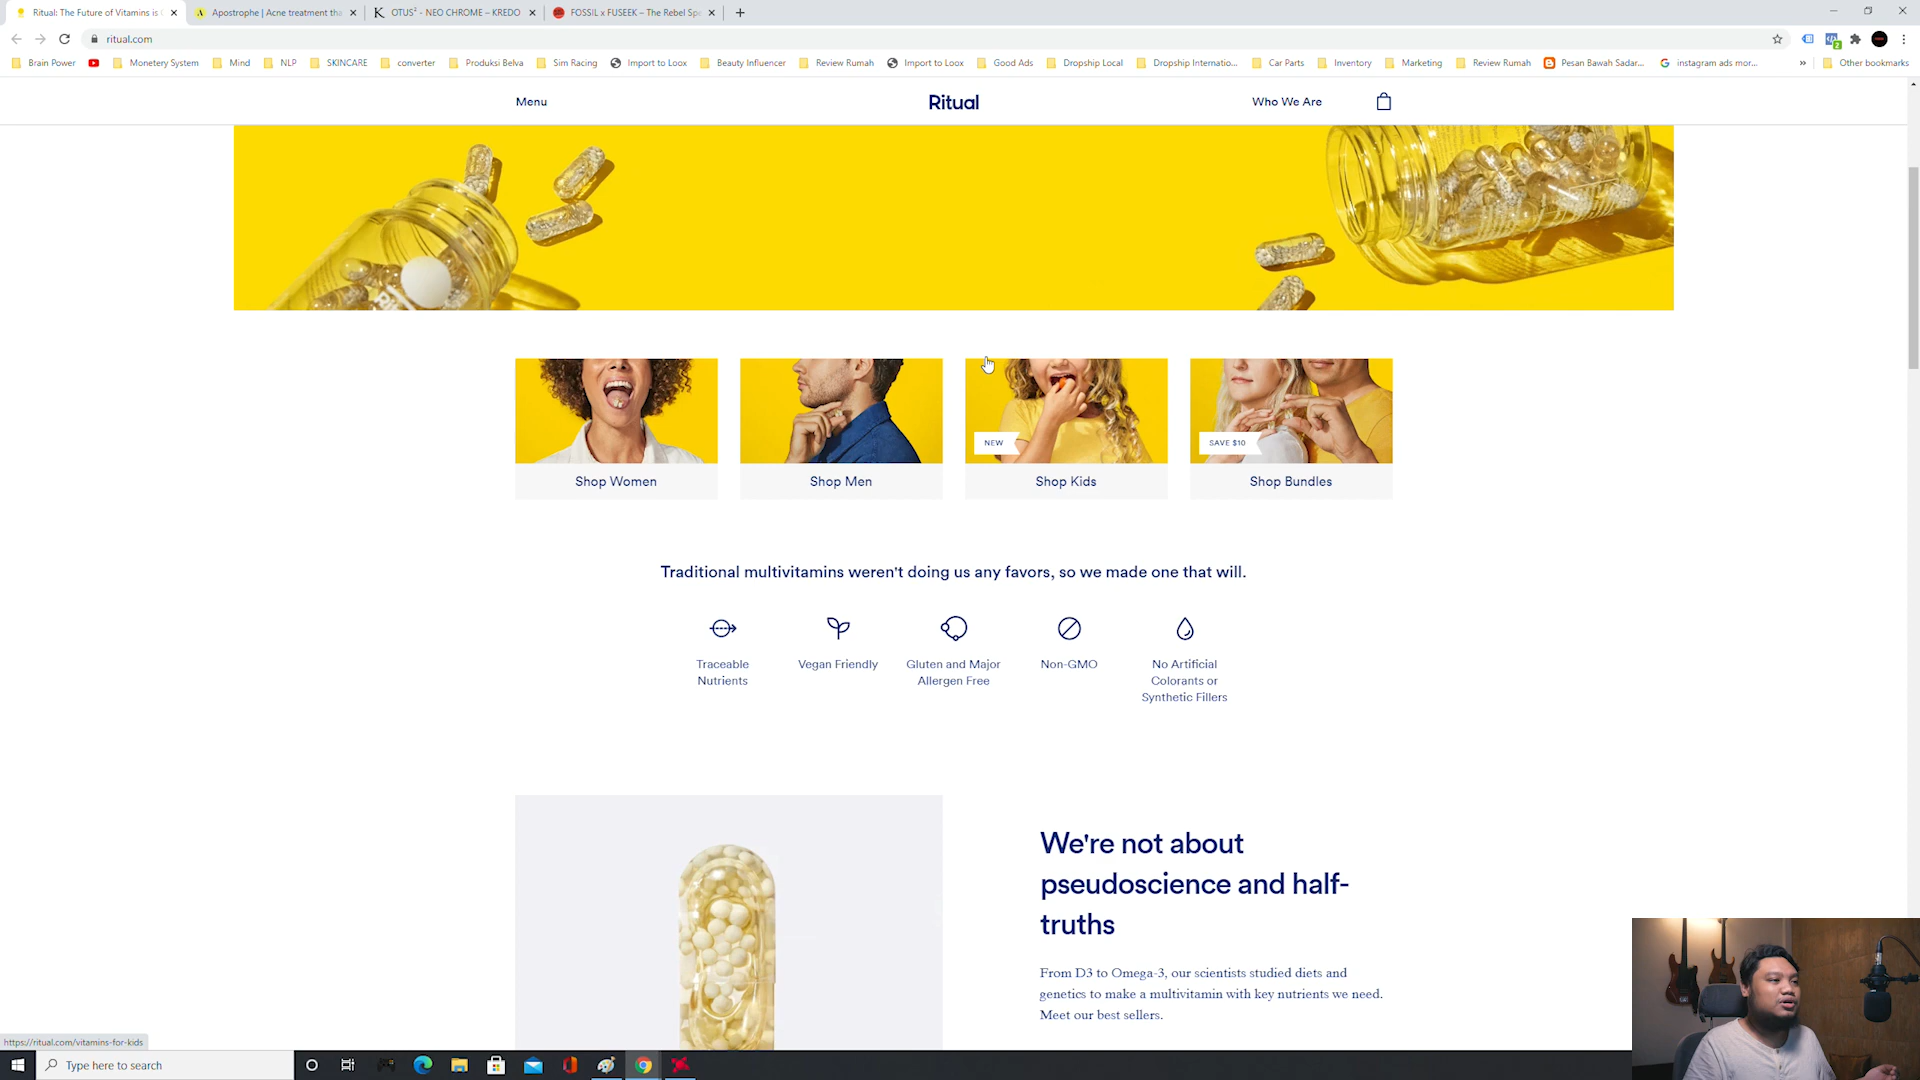 Ritual: The Future of Vitamins is
Apostrophe | Acne treatment tha
OTUS² - NEO CHROME – KREDO
FOSSIL x FUSEEK – The Rebel Spe
ritual.com
Brain Power
Monetery System
Mind
NLP
SKINCARE
converter
Produksi Belva
Sim Racing
Import to Loox
Beauty Influencer
Review Rumah
Import to Loox
Good Ads
Dropship Local
Dropship Internatio...
Car Parts
Inventory
Marketing
Review Rumah
Pesan Bawah Sadar...
instagram ads mor...
Other bookmarks
Menu
Ritual
Who We Are
NEW
SAVE $10
Shop Women
Shop Men
Shop Kids
Shop Bundles
Traditional multivitamins weren't doing us any favors, so we made one that will.
Traceable
Nutrients
Vegan Friendly
Gluten and Major
Allergen Free
Non-GMO
No Artificial
Colorants or
Synthetic Fillers
We're not about
pseudoscience and half-
truths
From D3 to Omega-3, our scientists studied diets and
genetics to make a multivitamin with key nutrients we need.
Meet our best sellers.
https://ritual.com/vitamins-for-kids
Type here to search